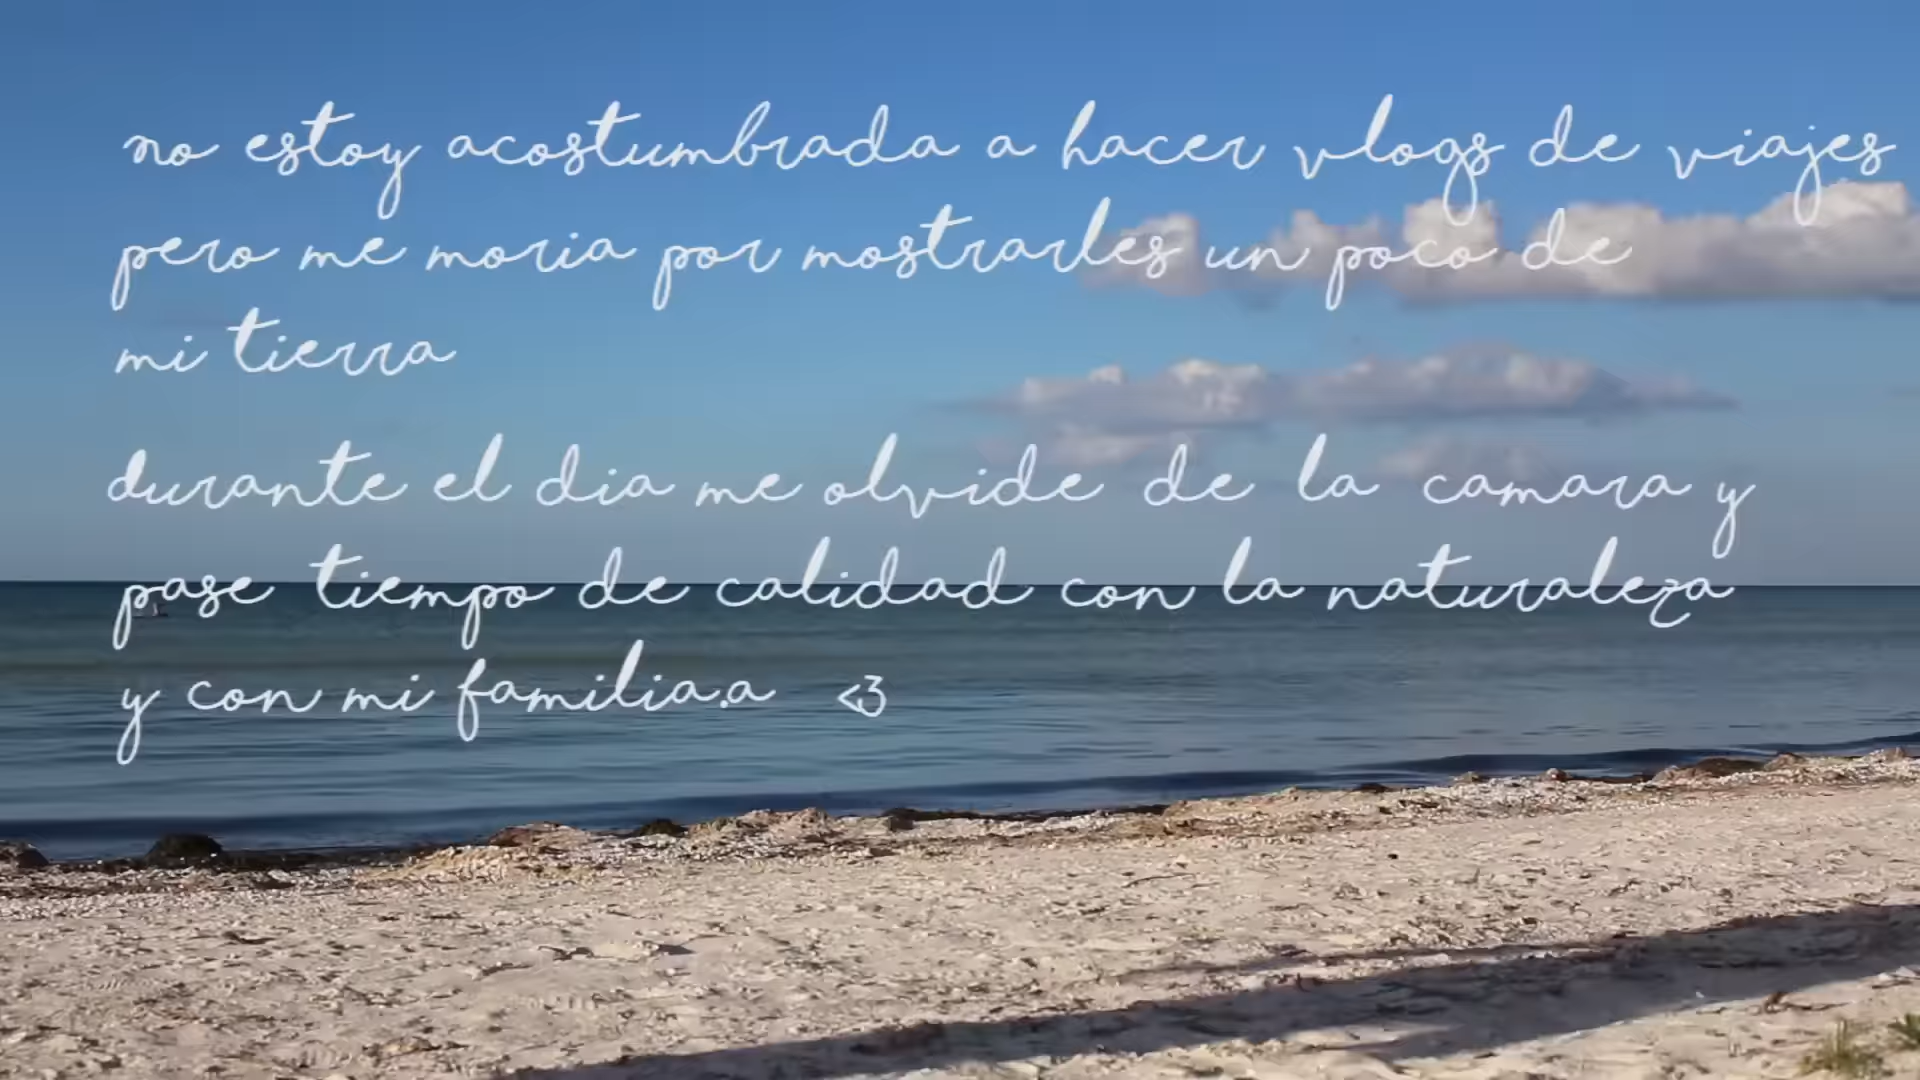 no estoy acostumbrada a hacer vlogs de viajes
pero me moria por mostrarles un poco de
mi tierra
durante el dia me olvide de la camara y
pase tiempo de calidad con la naturaleza
y con mi familia.a <3